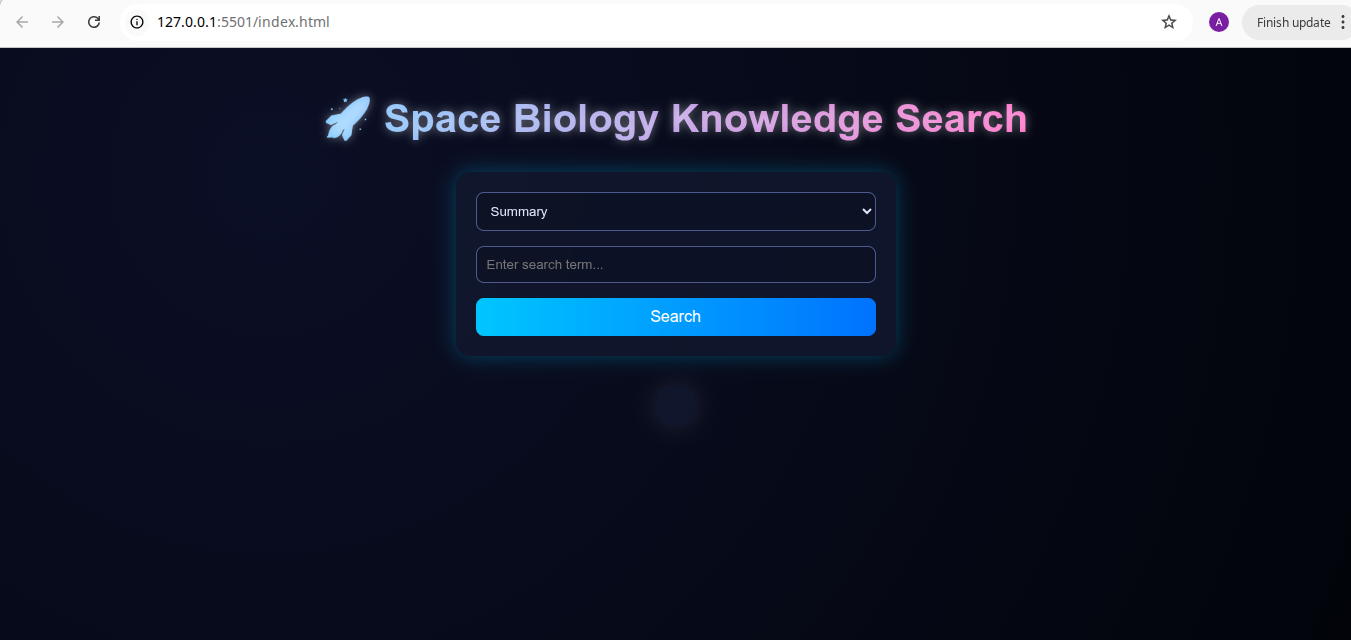 127.0.0.1:5501/index.html
A
Finish update
🚀 Space Biology Knowledge Search
Summary
Enter search term...
Search